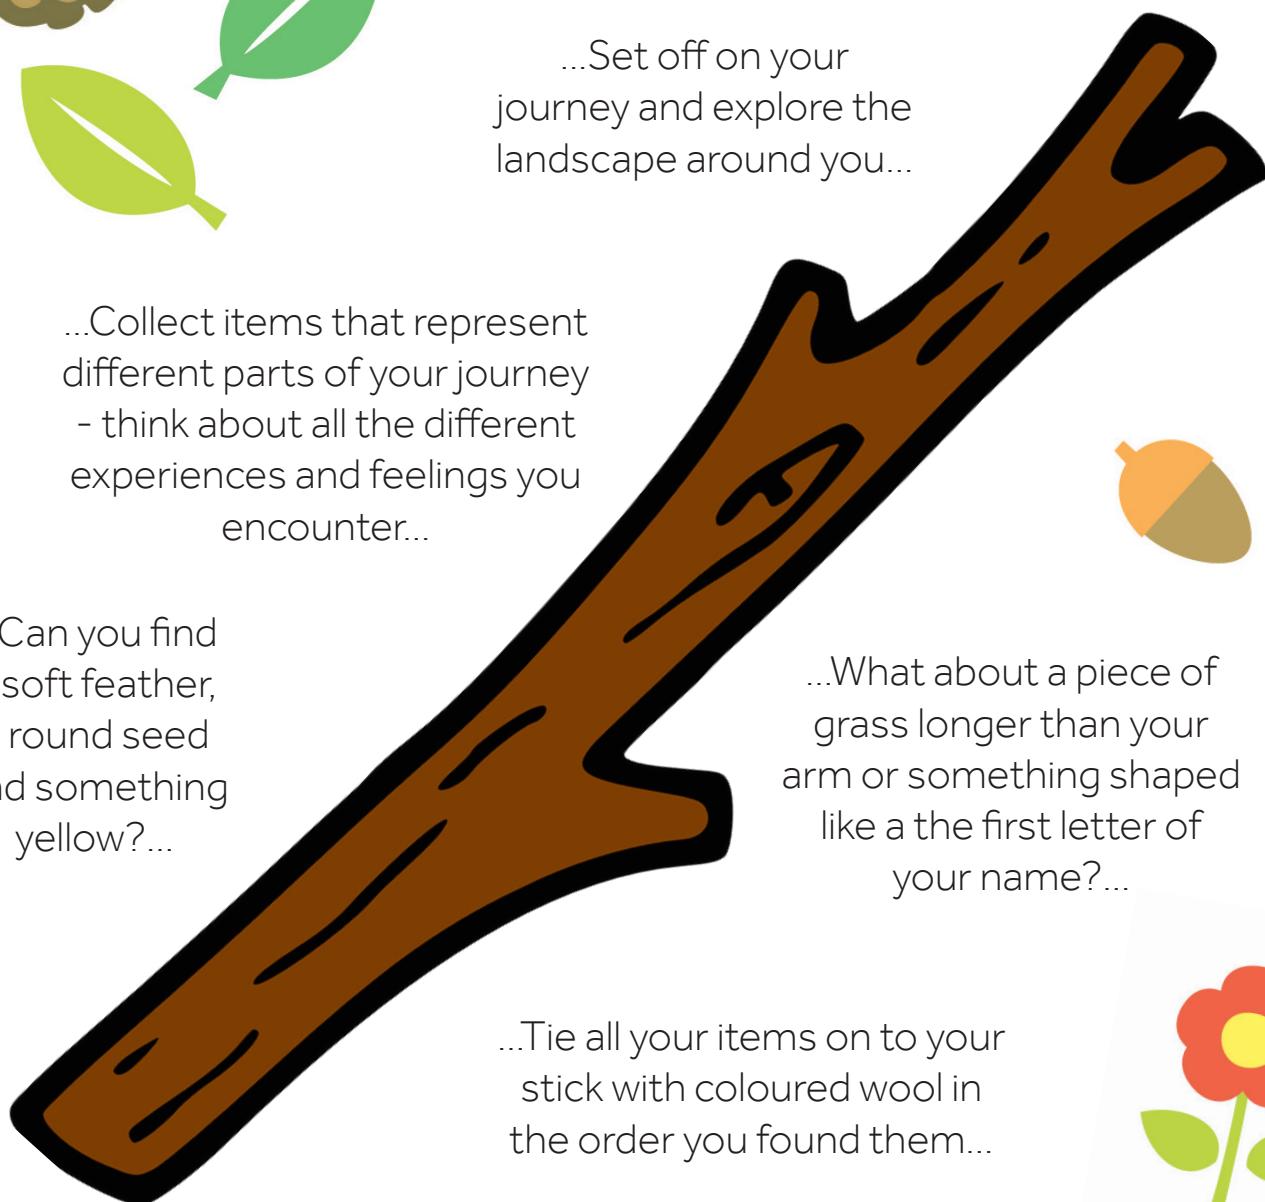 ...Set off on your
journey and explore the
landscape around you...
...Collect items that represent
different parts of your journey
- think about all the different
experiences and feelings you
encounter...
Can you find
soft feather,
round seed
d something
yellow?...
...What about a piece of
grass longer than your
arm or something shaped
like a the first letter of
your name?...
...Tie all your items on to your
stick with coloured wool in
the order you found them...